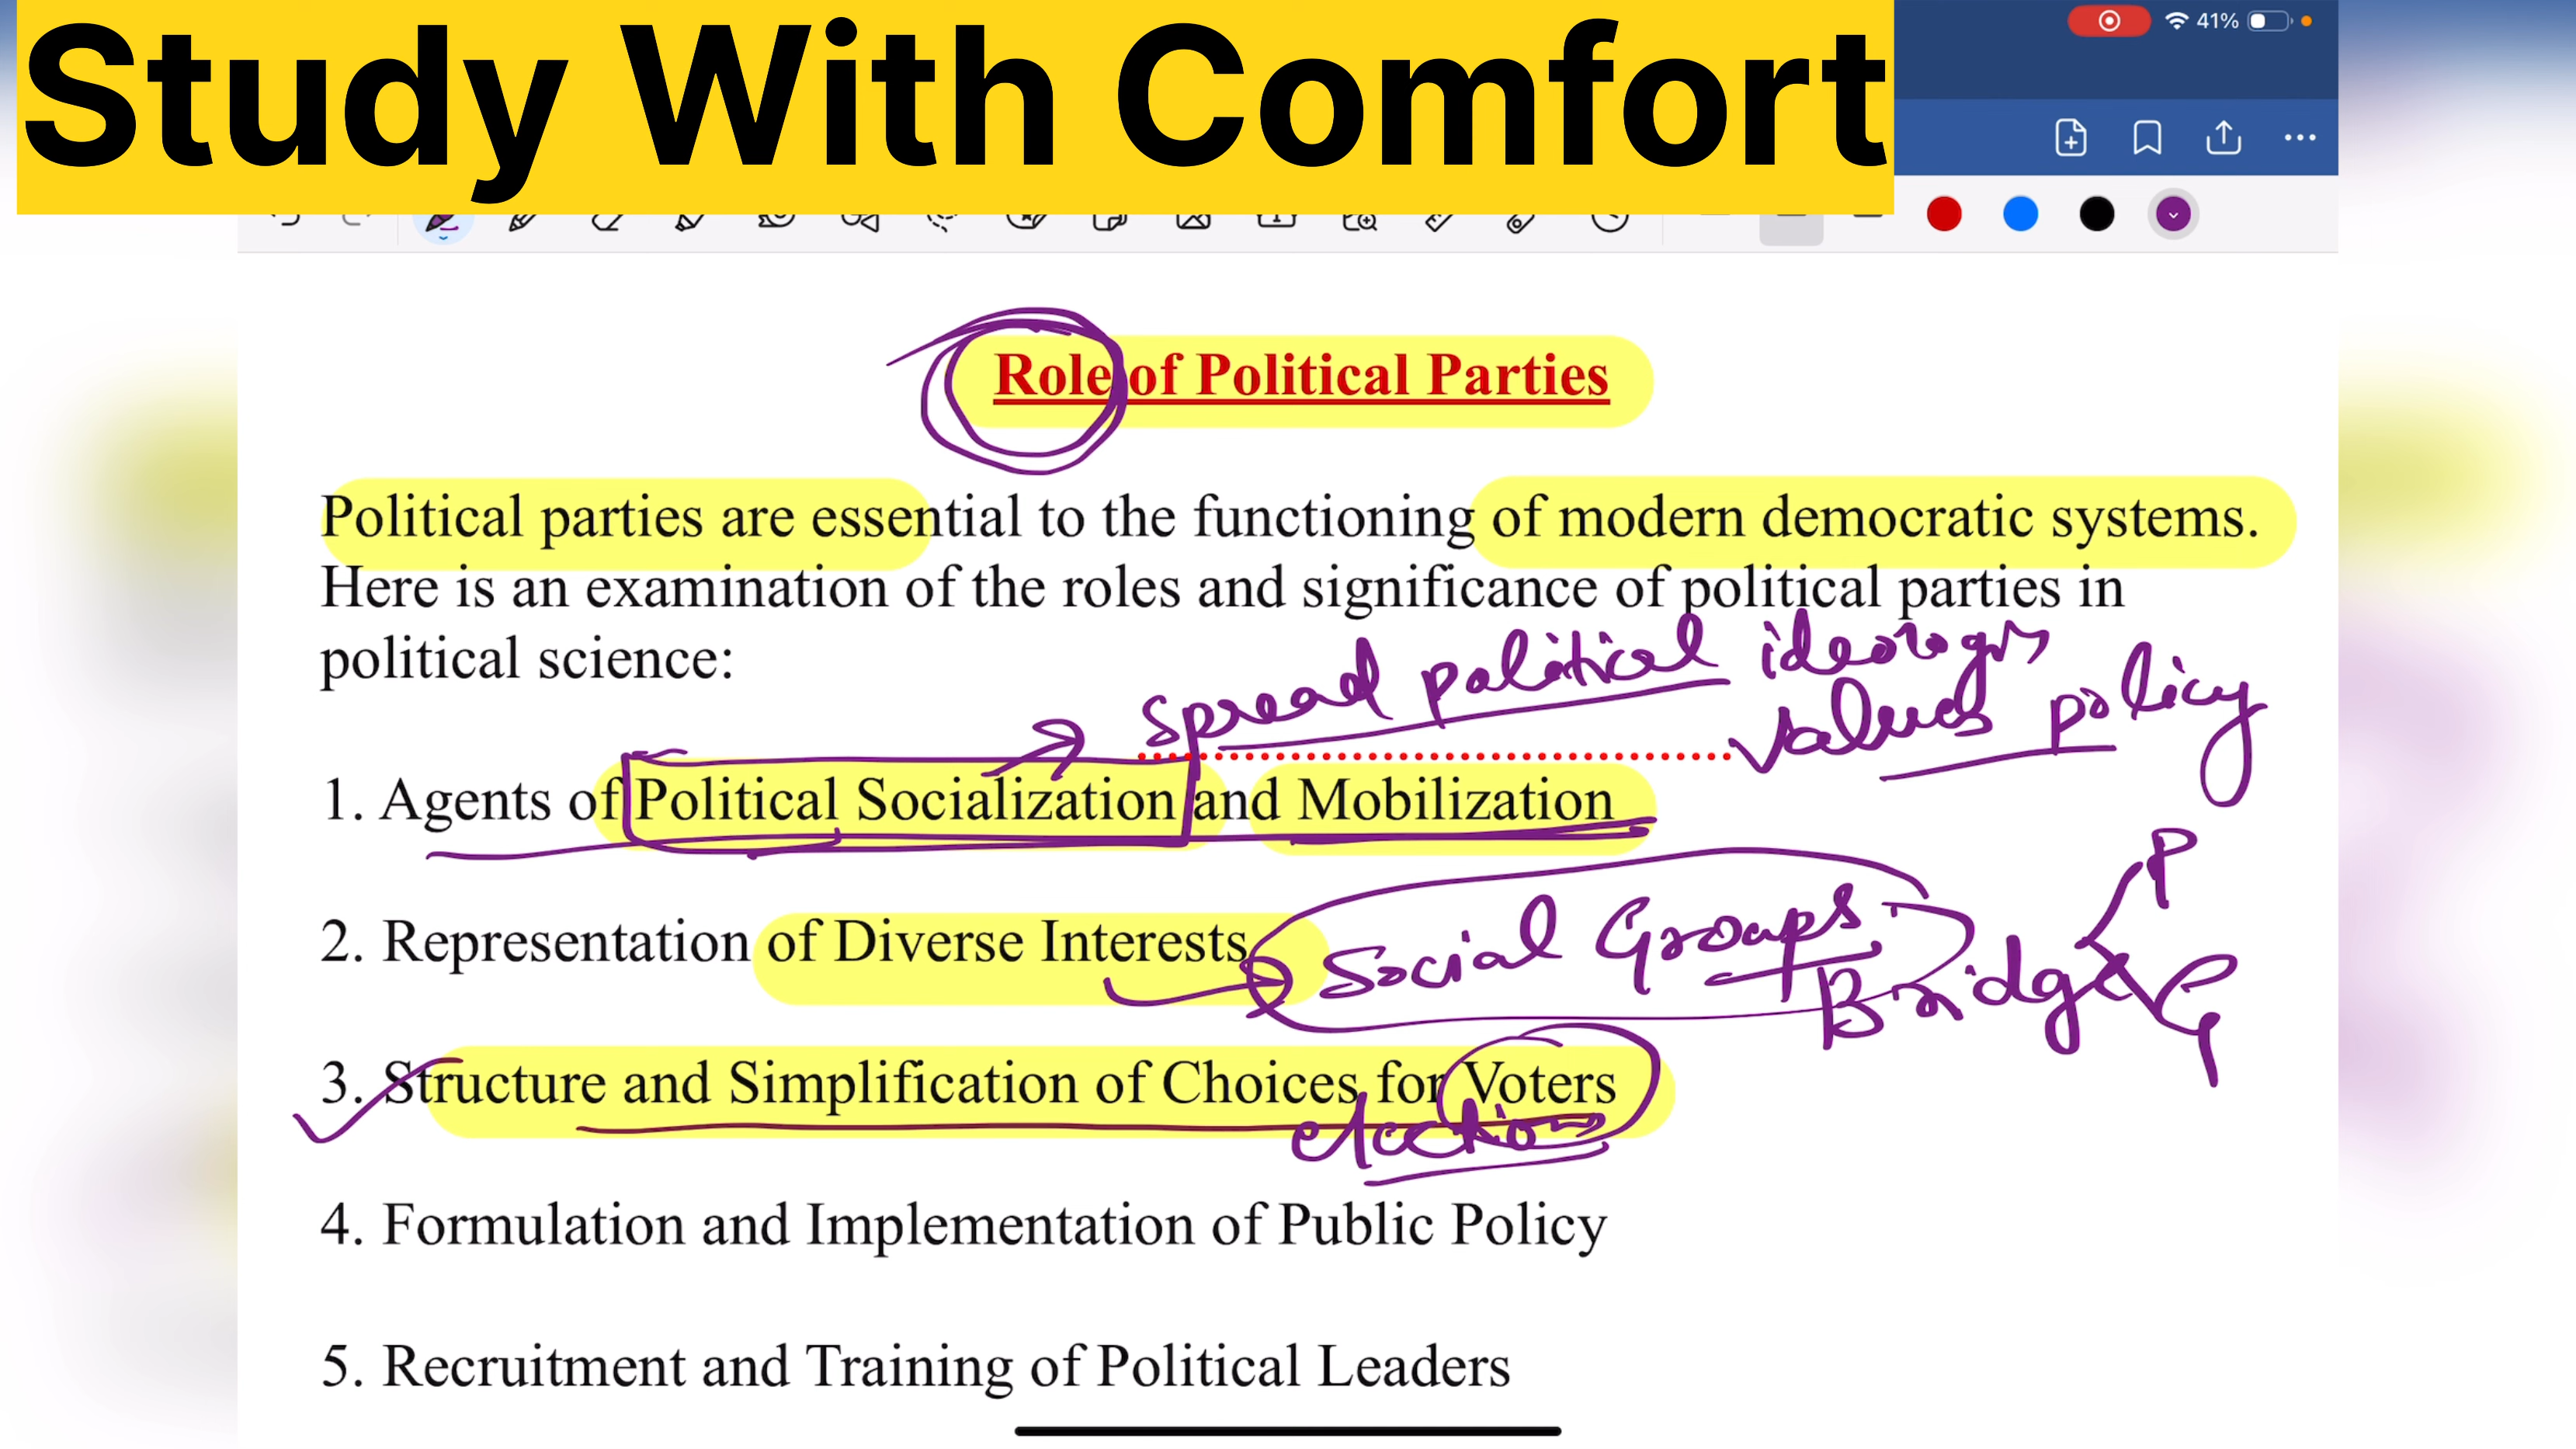 Study With Comfort
41%
Role of Political Parties
Political parties are essential to the functioning of modern democratic systems.
Here is an examination of the roles and significance of political parties in
political science:
spread political ideology
values policy
1. Agents of Political Socialization and Mobilization
P
2. Representation of Diverse Interests
Social Groups
Bridge
G
3. Structure and Simplification of Choices for Voters
election
4. Formulation and Implementation of Public Policy
5. Recruitment and Training of Political Leaders